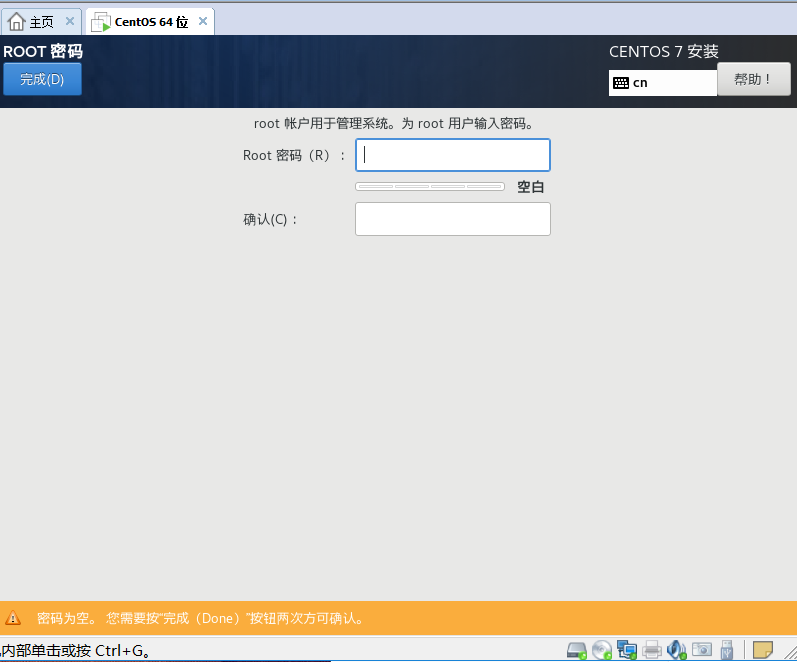 主页
CentOS 64 位
ROOT 密码
CENTOS 7 安装
完成(D)
cn
帮助！
root 帐户用于管理系统。为 root 用户输入密码。
Root 密码（R）：
空白
确认(C)：
密码为空。 您需要按“完成（Done）”按钮两次方可确认。
内部单击或按 Ctrl+G。